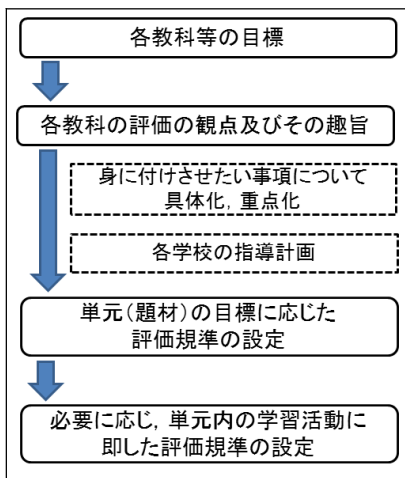 各教科等の目標
各教科の評価の観点及びその趣旨
身に付けさせたい事項について
具体化，重点化
各学校の指導計画
単元（題材）の目標に応じた
評価規準の設定
必要に応じ，単元内の学習活動に
即した評価規準の設定